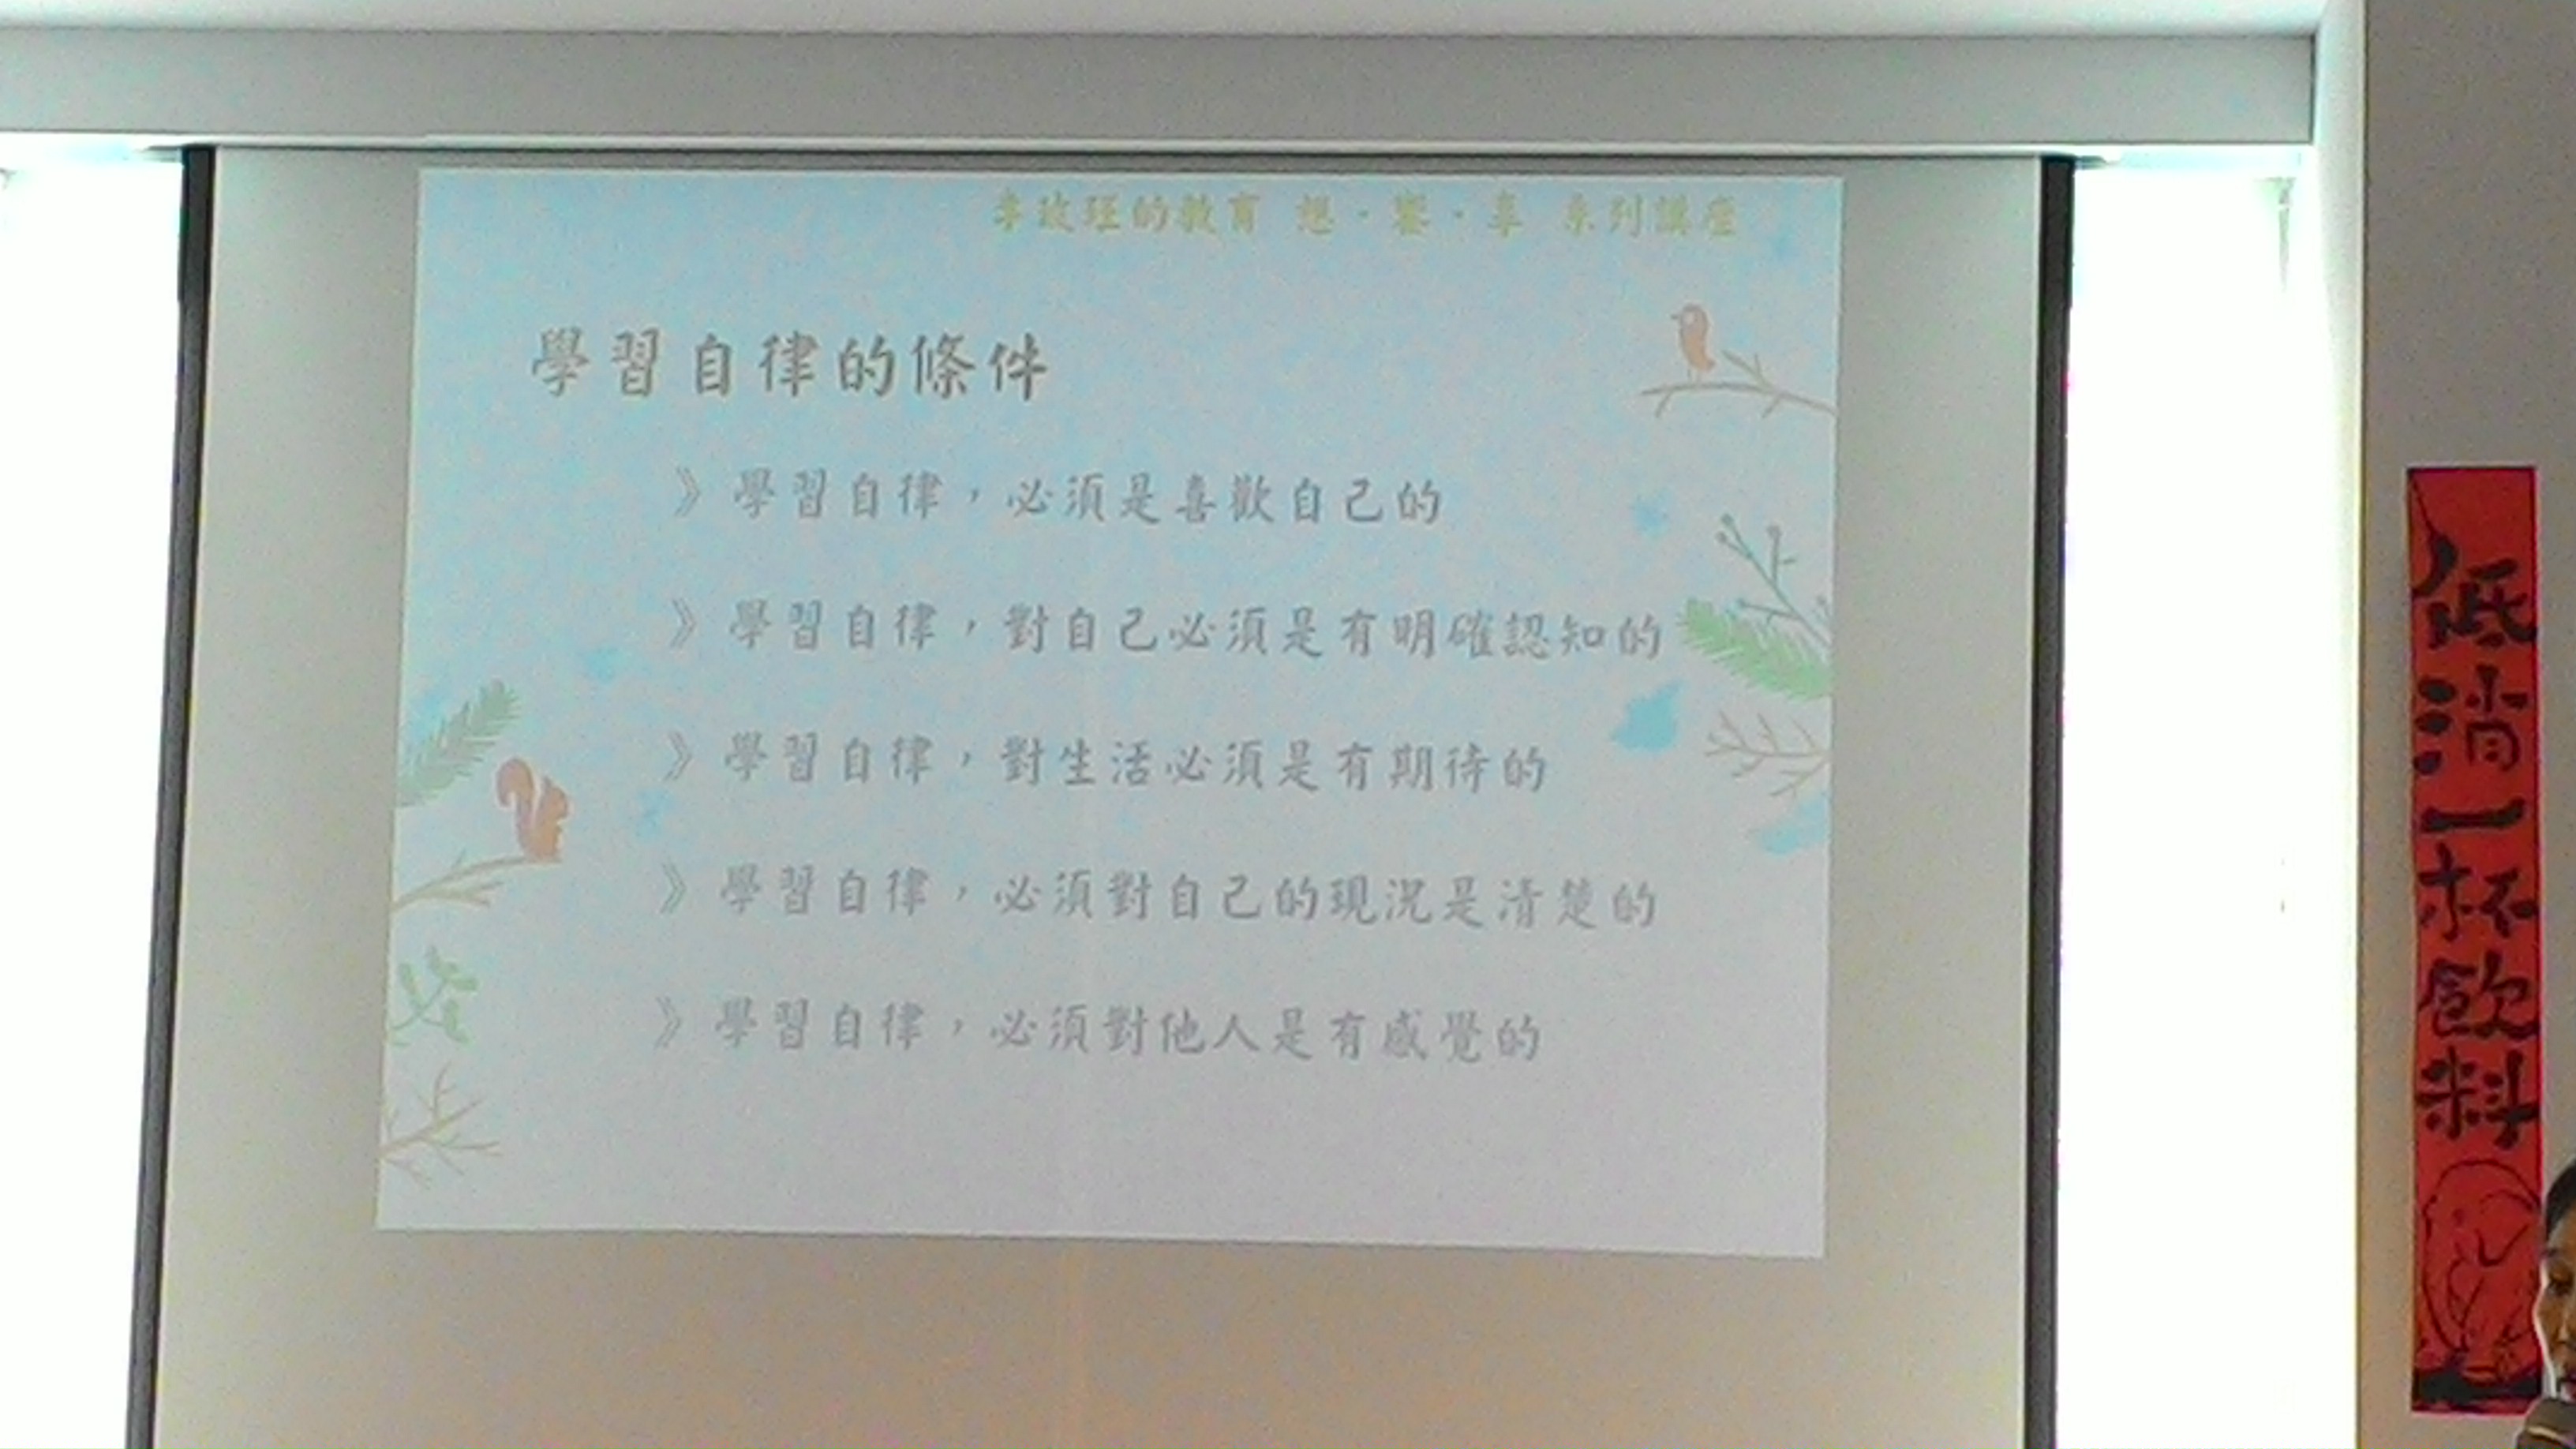 的教育 想·饗·享 系列講座
學習自律的條件
》學習自律，必須是喜歡自己的
》學習自律，對自己必須是有明確認知的
》學習自律，對生活必須是有期待的
》學習自律，必須對自己的現況是清楚的
》學習自律，必須對他人是有感覺的
低消一杯飲料